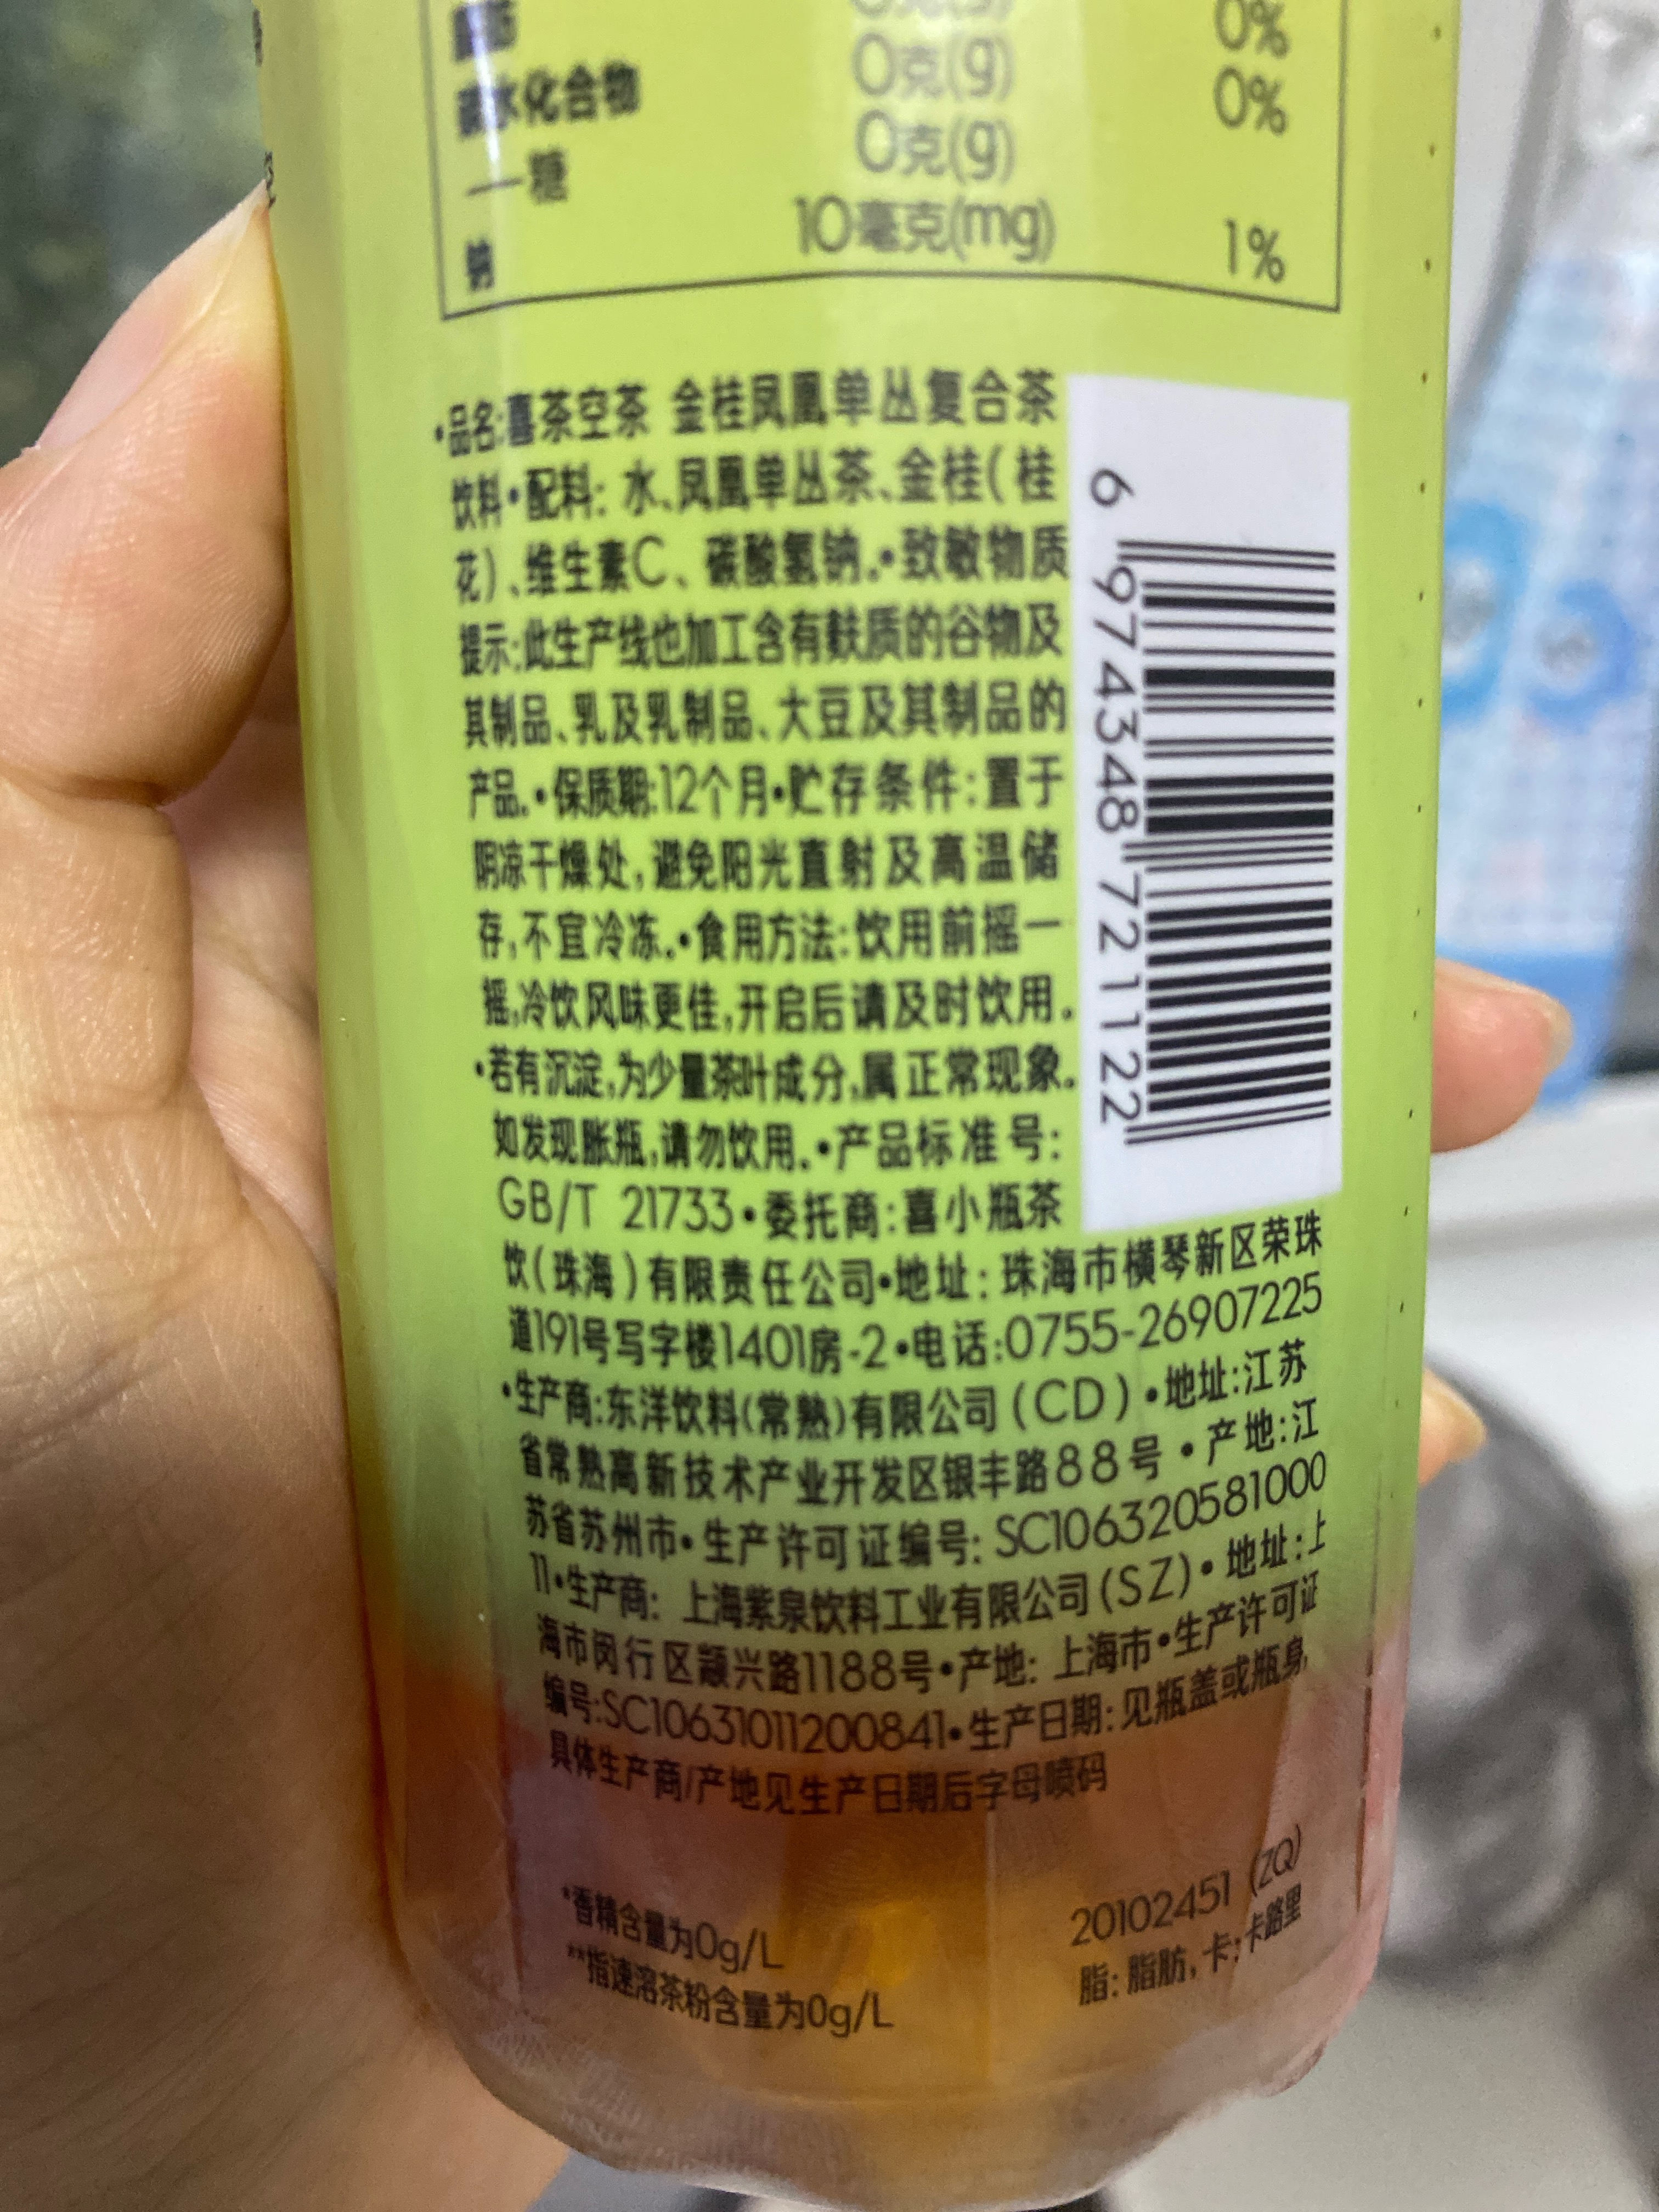 0克(g)
脂肪 0克(g) 0%
碳水化合物 0克(g) 0%
—糖
钠 10毫克(mg) 1%
•品名:喜茶空茶 金桂凤凰单丛复合茶
饮料•配料: 水、凤凰单丛茶、金桂(桂
花)、维生素C、碳酸氢钠.•致敏物质
提示:此生产线也加工含有麸质的谷物及
其制品、乳及乳制品、大豆及其制品的
产品.•保质期:12个月•贮存条件:置于
阴凉干燥处,避免阳光直射及高温储
存,不宜冷冻.•食用方法:饮用前摇一
摇,冷饮风味更佳,开启后请及时饮用.
•若有沉淀,为少量茶叶成分,属正常现象.
如发现胀瓶,请勿饮用.•产品标准号:
GB/T 21733•委托商:喜小瓶茶
饮(珠海)有限责任公司•地址: 珠海市横琴新区荣珠
道191号写字楼1401房-2•电话:0755-26907225
•生产商:东洋饮料(常熟)有限公司(CD)•地址:江苏
省常熟高新技术产业开发区银丰路88号•产地:江
苏省苏州市•生产许可证编号: SC106320581000
11•生产商: 上海紫泉饮料工业有限公司(SZ)•地址:上
海市闵行区颛兴路1188号•产地: 上海市•生产许可证
编号:SC10631011200841•生产日期:见瓶盖或瓶身,
具体生产商/产地见生产日期后字母喷码
6 974348 721122
*香精含量为0g/L
**指速溶茶粉含量为0g/L
20102451 (ZQ)
脂: 脂肪, 卡:卡路里